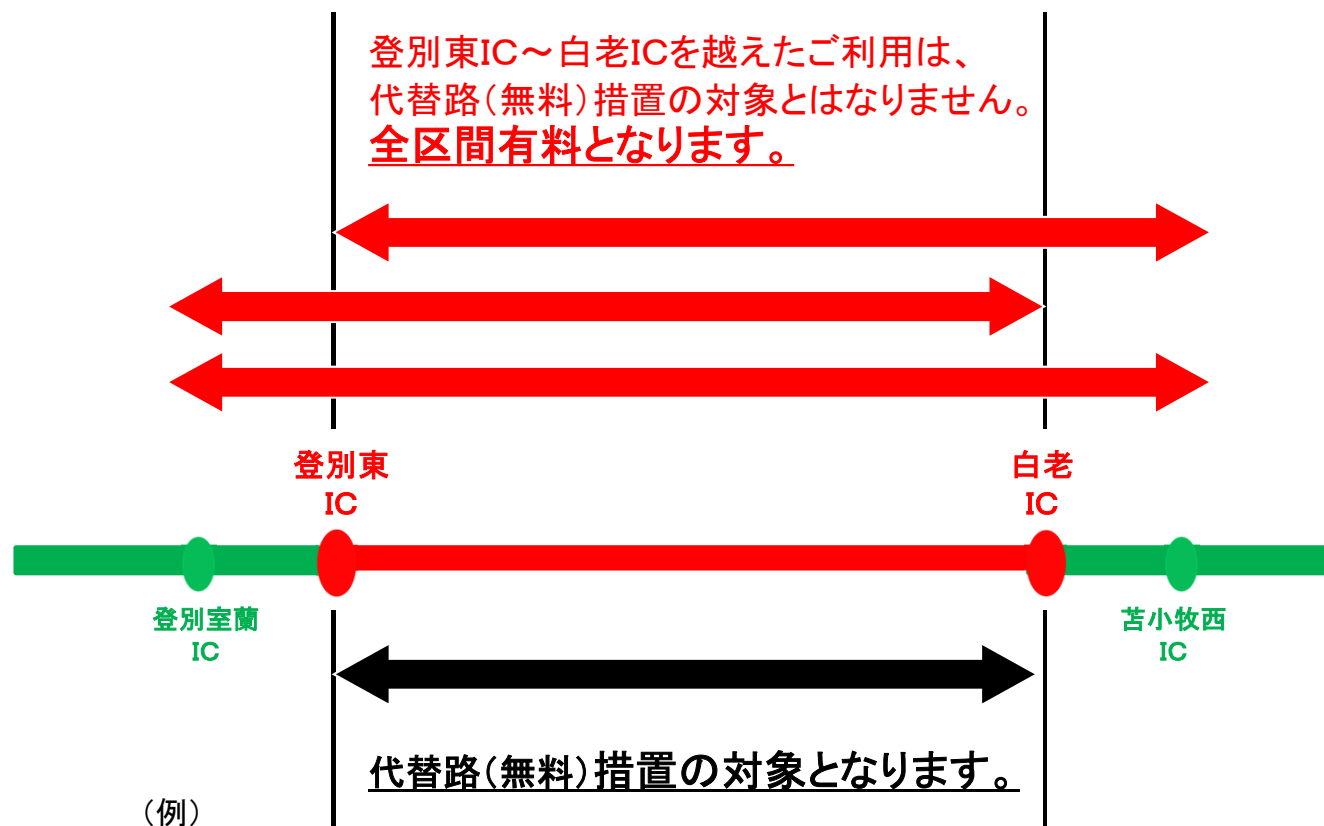 登別東IC～白老ICを越えたご利用は、
代替路（無料）措置の対象とはなりません。
全区間有料となります。
登別東
IC
白老
IC
登別室蘭
IC
苫小牧西
IC
代替路（無料）措置の対象となります。
（例）